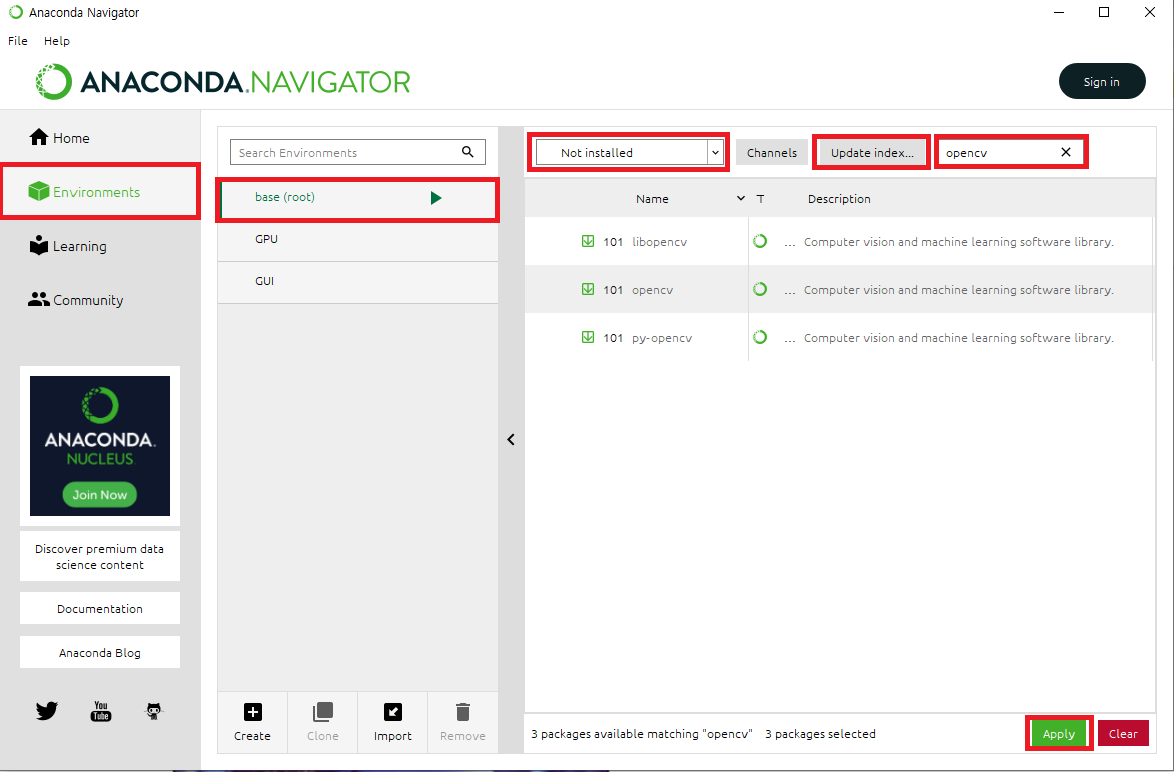 Anaconda Navigator
File Help
ANACONDA.NAVIGATOR
Sign in
Home
Environments
Learning
Community
ANACONDA.
NUCLEUS
Join Now
Discover premium data
science content
Documentation
Anaconda Blog
You
Tube
Search Environments
base (root)
GPU
GUI
Create Clone Import Remove
Not installed Channels Update index... opencv
Name T Description
101 libopencv ... Computer vision and machine learning software library.
101 opencv ... Computer vision and machine learning software library.
101 py-opencv ... Computer vision and machine learning software library.
3 packages available matching "opencv" 3 packages selected
Apply Clear